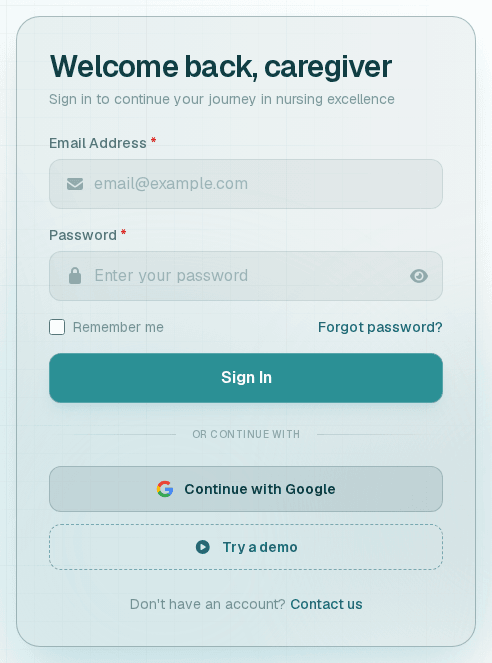 Welcome back, caregiver
Sign in to continue your journey in nursing excellence
Email Address *
email@example.com
Password *
Enter your password
Remember me
Forgot password?
Sign In
OR CONTINUE WITH
Continue with Google
Try a demo
Don't have an account? Contact us